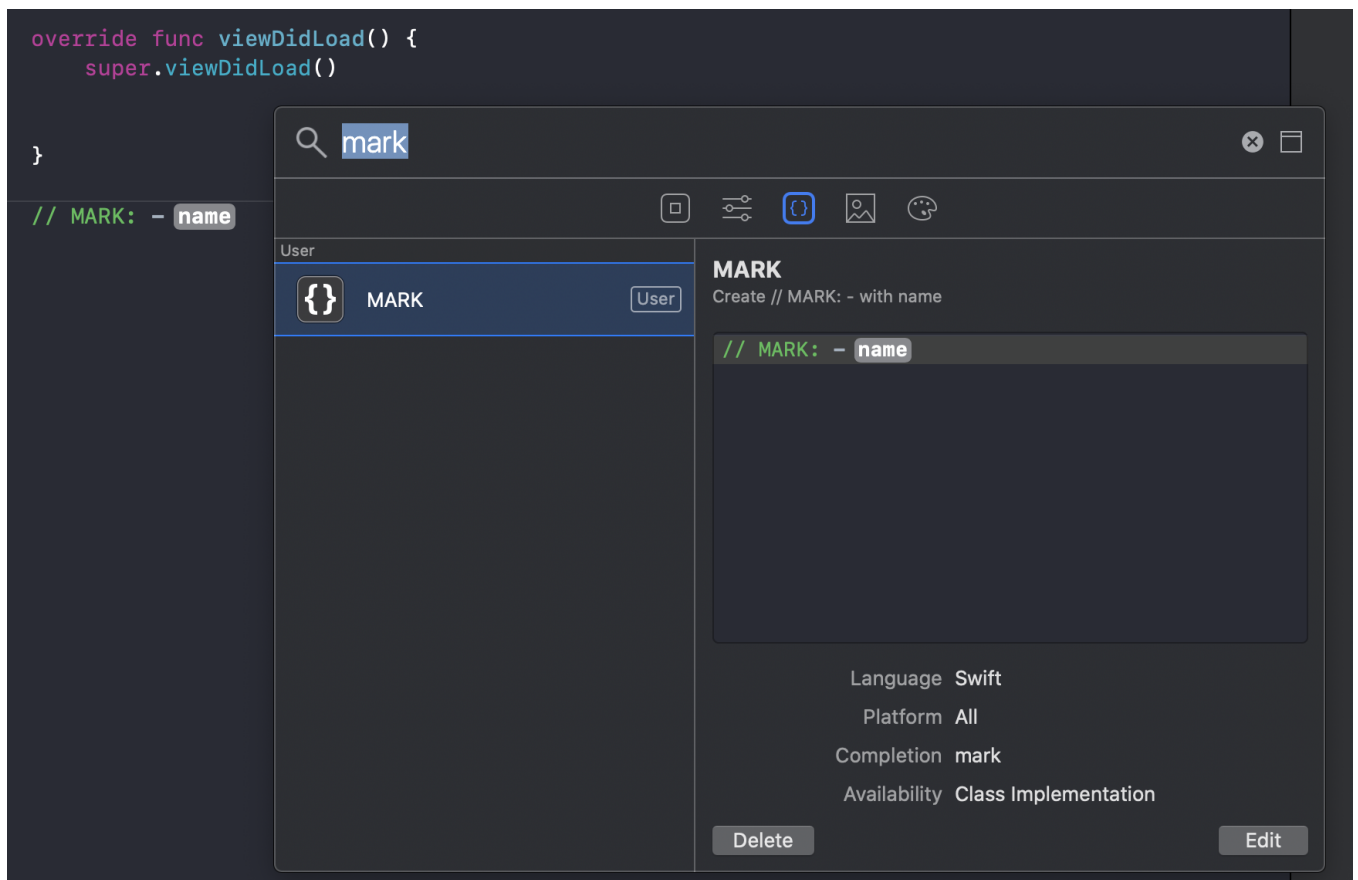 override func viewDidLoad() {
super.viewDidLoad()
}
// MARK: - name
mark
User
{} MARK User
MARK
Create // MARK: - with name
// MARK: - name
Language Swift
Platform All
Completion mark
Availability Class Implementation
Delete Edit